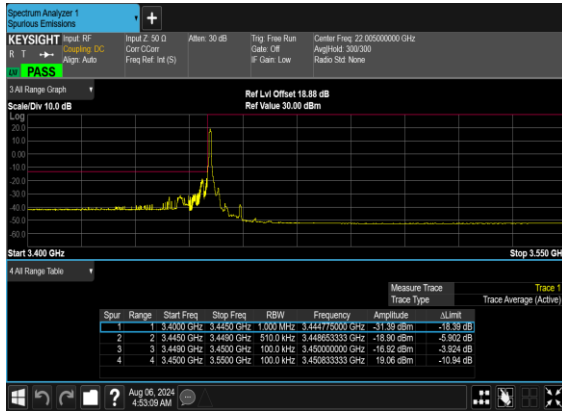 Spectrum Analyzer 1
Spurious Emissions
KEYSIGHT
R T
LU PASS
Input: RF
Coupling: DC
Align: Auto
Input Z: 50 Ω
Corr CCorr
Freq Ref: Int (S)
Atten: 30 dB
Trig: Free Run
Gate: Off
IF Gain: Low
Center Freq: 22.005000000 GHz
Avg|Hold: 300/300
Radio Std: None
3 All Range Graph
Scale/Div 10.0 dB
Ref Lvl Offset 18.88 dB
Ref Value 30.00 dBm
Log
20.0
10.0
0.00
-10.0
-20.0
-30.0
-40.0
-50.0
-60.0
Start 3.400 GHz
Stop 3.550 GH
4 All Range Table
Measure Trace Trace 1
Trace Type Trace Average (Active)
Spur Range Start Freq Stop Freq RBW Frequency Amplitude ΔLimit
1 1 3.4000 GHz 3.4450 GHz 1.000 MHz 3.444775000 GHz -31.39 dBm -18.39 dB
2 2 3.4450 GHz 3.4490 GHz 510.0 kHz 3.448653333 GHz -18.90 dBm -5.902 dB
3 3 3.4490 GHz 3.4500 GHz 100.0 kHz 3.450000000 GHz -16.92 dBm -3.924 dB
4 4 3.4500 GHz 3.5500 GHz 100.0 kHz 3.450833333 GHz 19.06 dBm -10.94 dB
Aug 06, 2024
4:53:09 AM